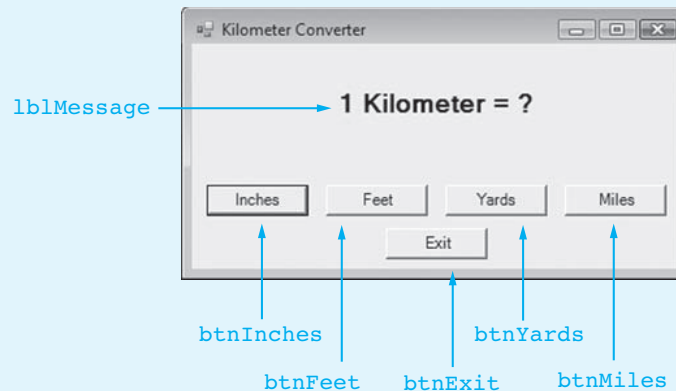 Kilometer Converter
lblMessage
1 Kilometer = ?
Inches Feet Yards Miles
Exit
btnInches btnYards
btnFeet btnExit btnMiles